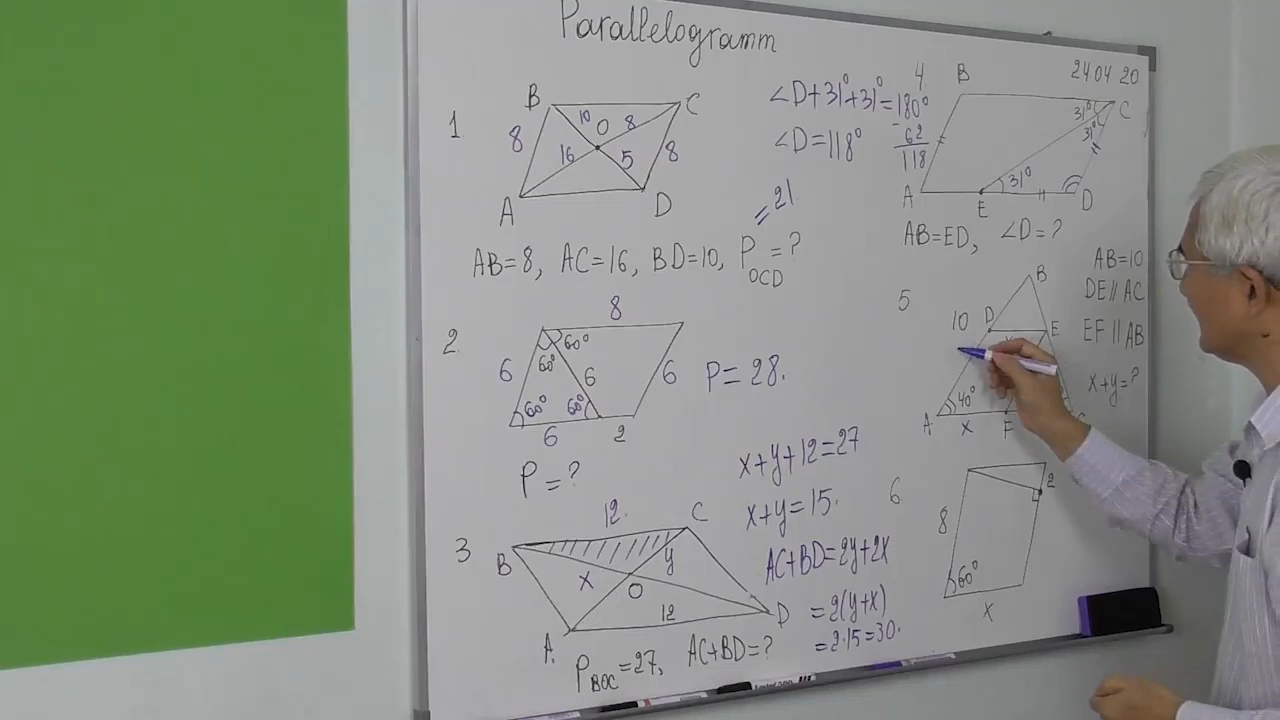 Parallelogramm
24 04 20
1.
B
C
10
O
8
8
16
5
8
A
D
AB=8, AC=16, BD=10, P_OCD=?
=21.
∠D+31°+31°=180°
∠D=118°
-62
118
2.
8
60°
60°
6
6
6
60°
60°
6
2
P=28.
P=?
3
12.
C
B
x
y
O
12
A.
D
P_BOC=27, AC+BD=?
x+y+12=27
x+y=15.
AC+BD=2y+2x
=2(y+x)
=2·15=30.
4.
B
C
31°
31°
31°
A
E
D
AB=ED, ∠D=?
5
B
10
D
E
40°
A
x
F
AB=10
DE//AC
EF//AB
x+y=?
6
2
8
60°
x